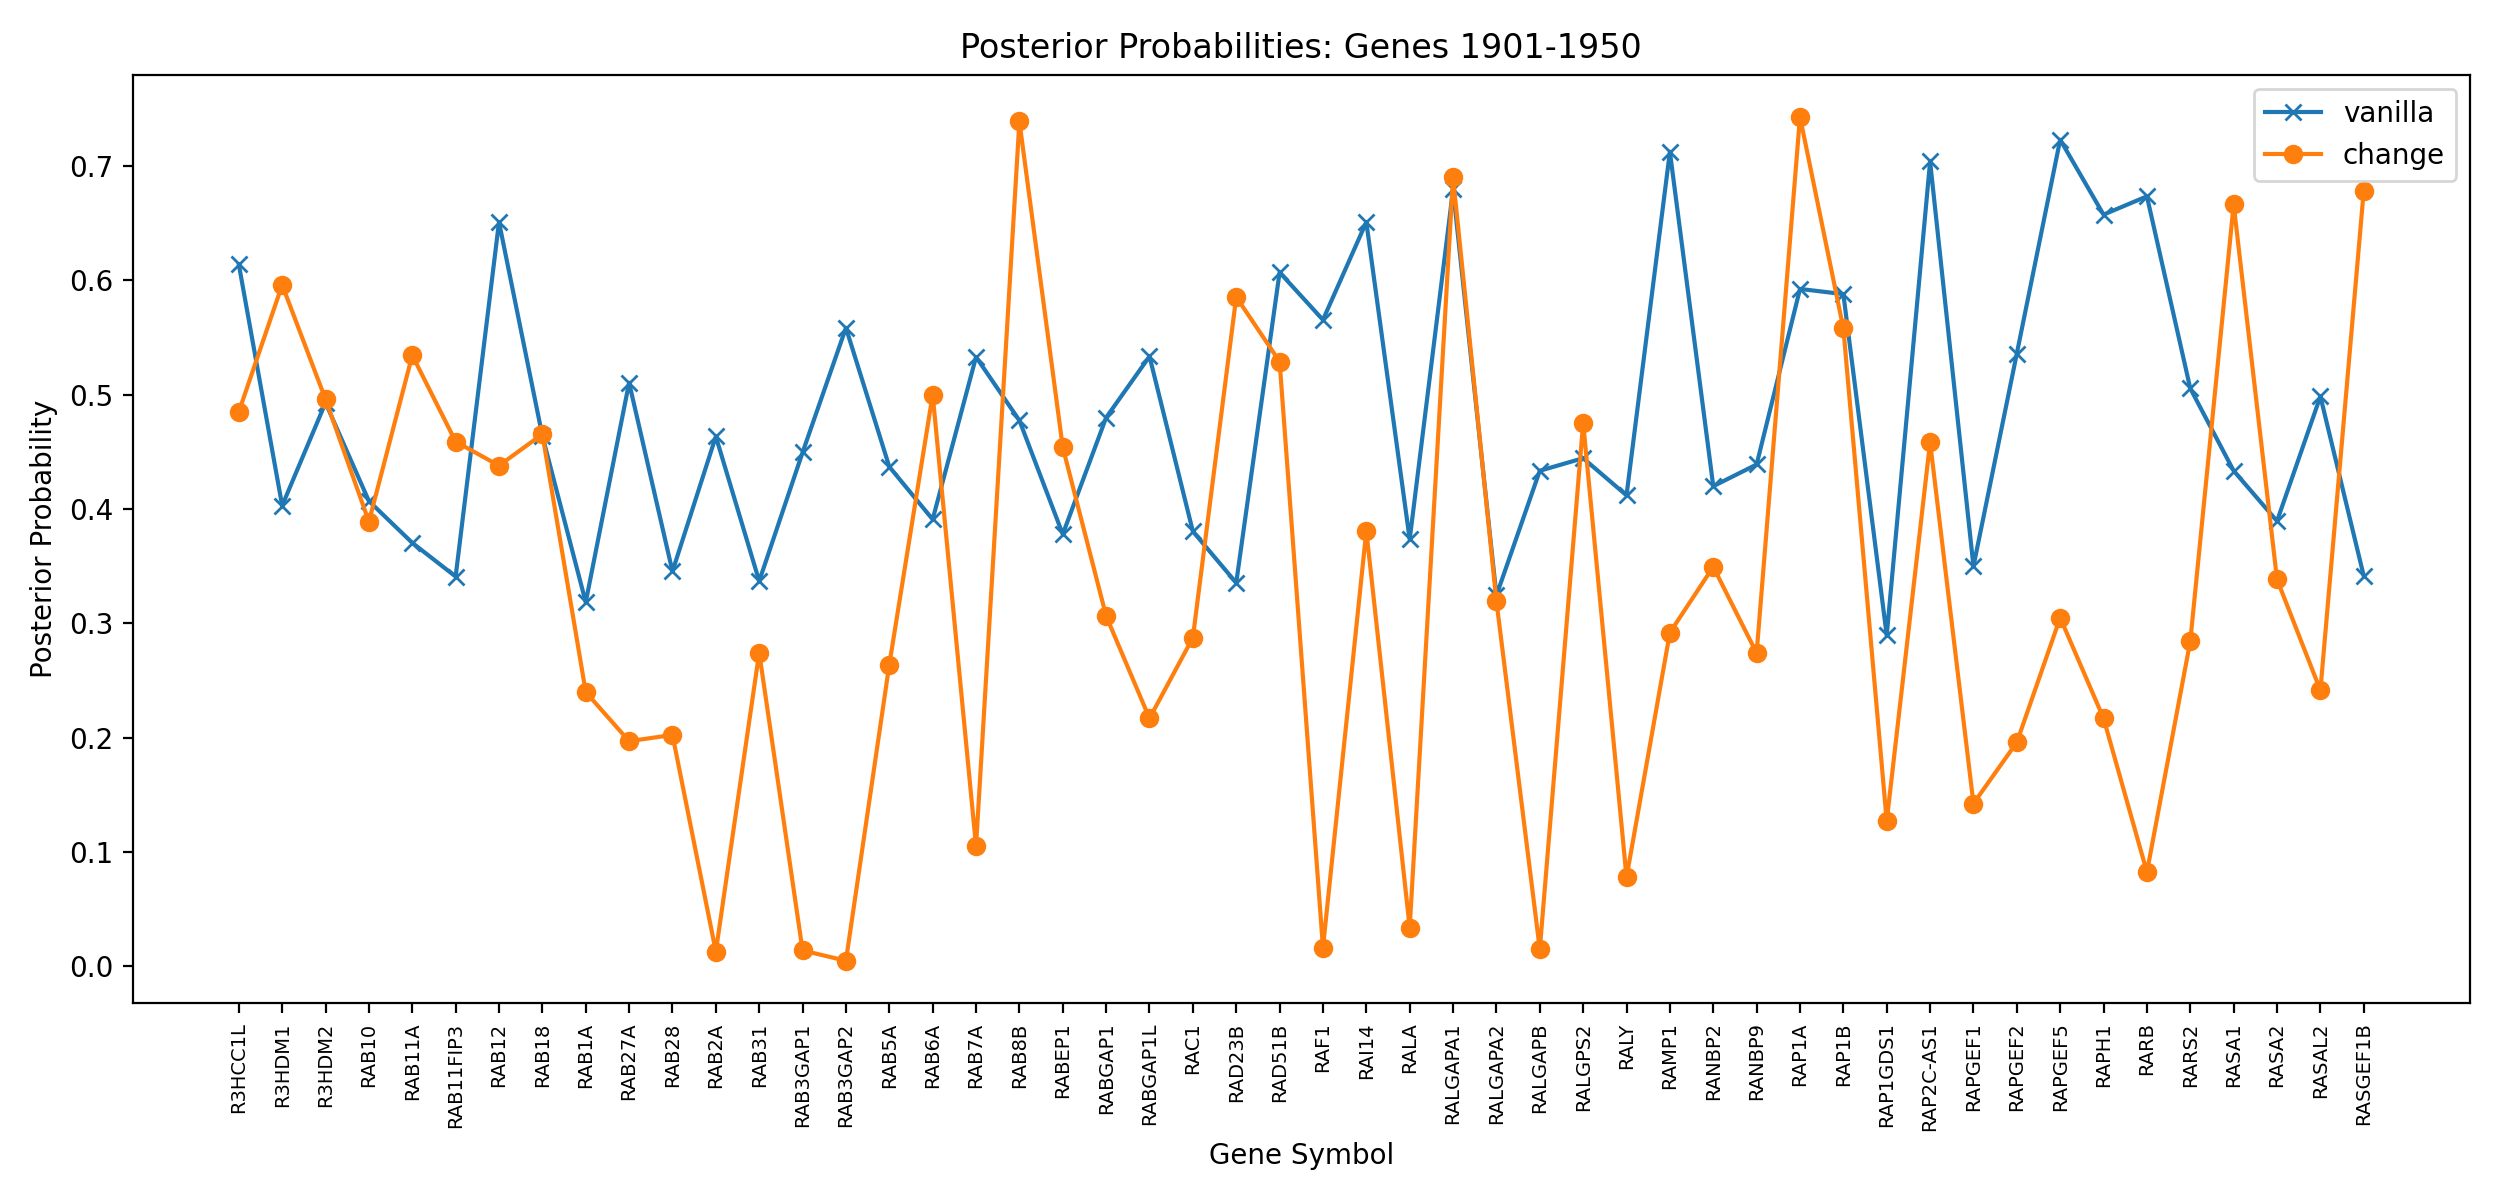 Posterior Probabilities: Genes 1901-1950
vanilla
change
Posterior Probability
0.7
0.6
0.5
0.4
0.3
0.2
0.1
0.0
R3HCC1L
R3HDM1
R3HDM2
RAB10
RAB11A
RAB11FIP3
RAB12
RAB18
RAB1A
RAB27A
RAB28
RAB2A
RAB31
RAB3GAP1
RAB3GAP2
RAB5A
RAB6A
RAB7A
RAB8B
RABEP1
RABGAP1
RABGAP1L
RAC1
RAD23B
RAD51B
RAF1
RAI14
RALA
RALGAPA1
RALGAPA2
RALGAPB
RALGPS2
RALY
RAMP1
RANBP2
RANBP9
RAP1A
RAP1B
RAP1GDS1
RAP2C-AS1
RAPGEF1
RAPGEF2
RAPGEF5
RAPH1
RARB
RARS2
RASA1
RASA2
RASAL2
RASGEF1B
Gene Symbol